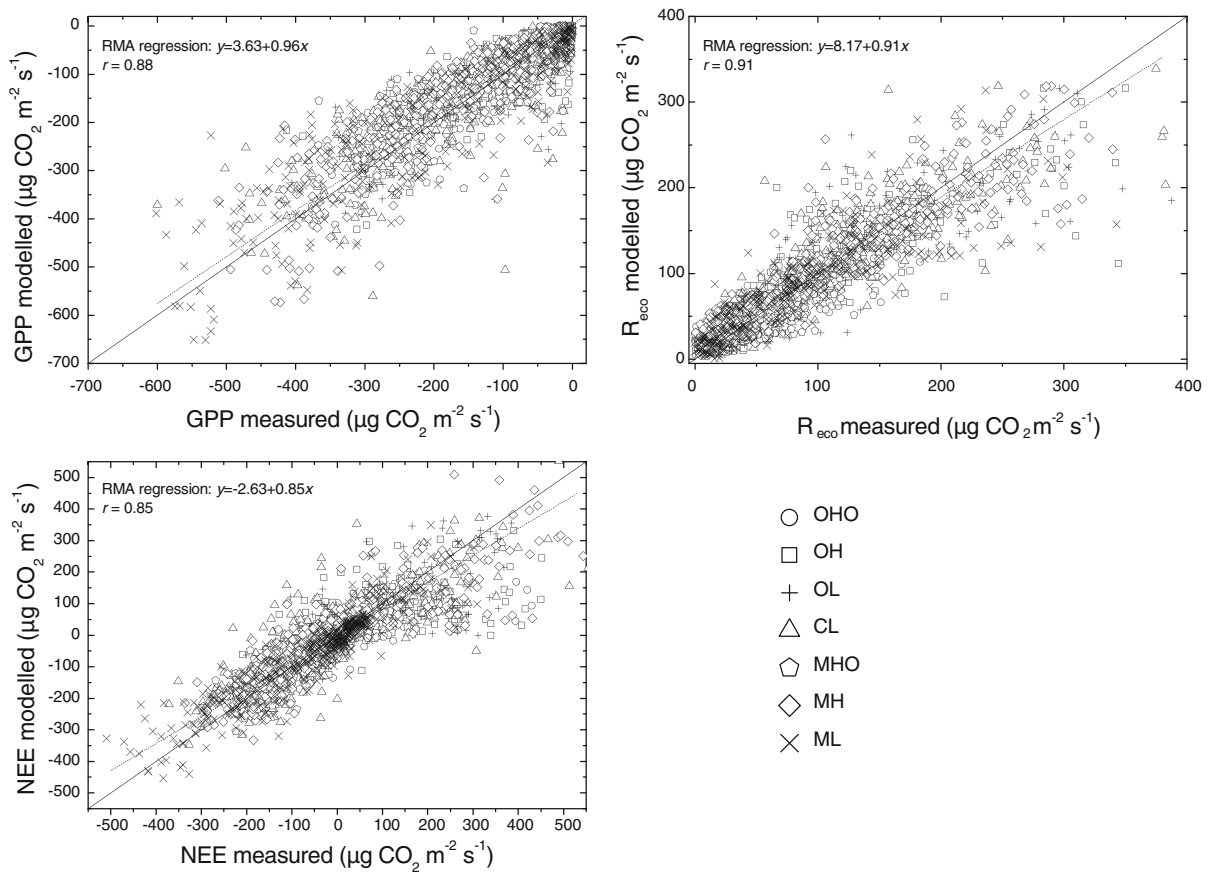 RMA regression: y=3.63+0.96x
r = 0.88
0
-100
-200
-300
-400
-500
-600
-700
GPP modelled (µg CO2 m-2 s-1)
-700 -600 -500 -400 -300 -200 -100 0
GPP measured (µg CO2 m-2 s-1)
RMA regression: y=8.17+0.91x
r = 0.91
400
300
200
100
0
Reco modelled (µg CO2 m-2 s-1)
0 100 200 300 400
Reco measured (µg CO2 m-2 s-1)
RMA regression: y=-2.63+0.85x
r = 0.85
500
400
300
200
100
0
-100
-200
-300
-400
-500
NEE modelled (µg CO2 m-2 s-1)
-500 -400 -300 -200 -100 0 100 200 300 400 500
NEE measured (µg CO2 m-2 s-1)
OHO
OH
OL
CL
MHO
MH
ML